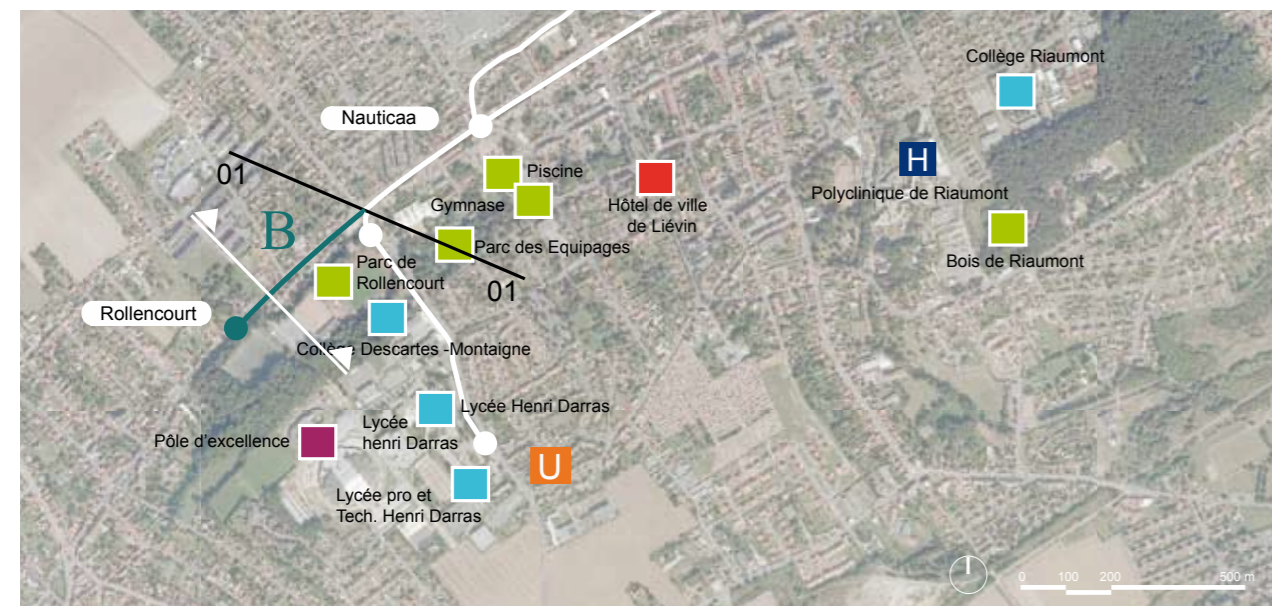 Collège Riaumont
Nauticaa
H
01
Piscine
Polyclinique de Riaumont
Gymnase
Hôtel de ville
de Liévin
B
Parc des Equipages
Bois de Riaumont
Parc de
Rollencourt
01
Rollencourt
Collège Descartes -Montaigne
Lycée Henri Darras
Lycée
henri Darras
Pôle d'excellence
U
Lycée pro et
Tech. Henri Darras
0 100 200 500 m